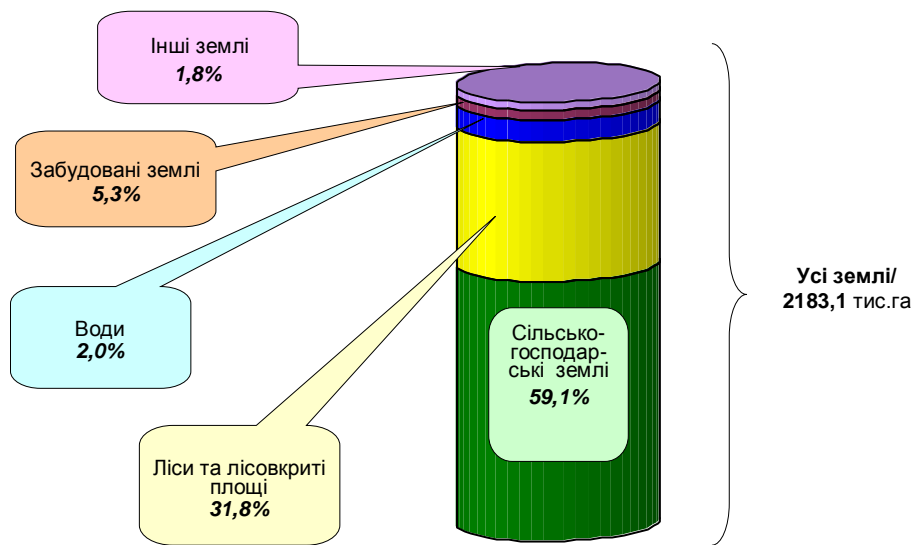 Інші землі
1,8%
Забудовані землі
5,3%
Води
2,0%
Ліси та лісовкриті
площі
31,8%
Сільсько-
господар-
ські землі
59,1%
Усі землі/
2183,1 тис.га